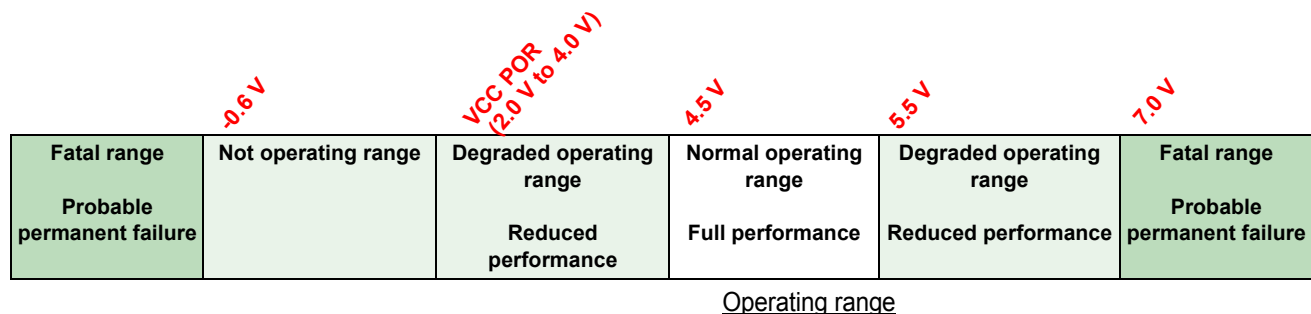 -0.6 V
VCC POR
(2.0 V to 4.0 V)
4.5 V
5.5 V
7.0 V
Fatal range
Probable
permanent failure
Not operating range
Degraded operating
range
Reduced
performance
Normal operating
range
Full performance
Degraded operating
range
Reduced performance
Fatal range
Probable
permanent failure
Operating range